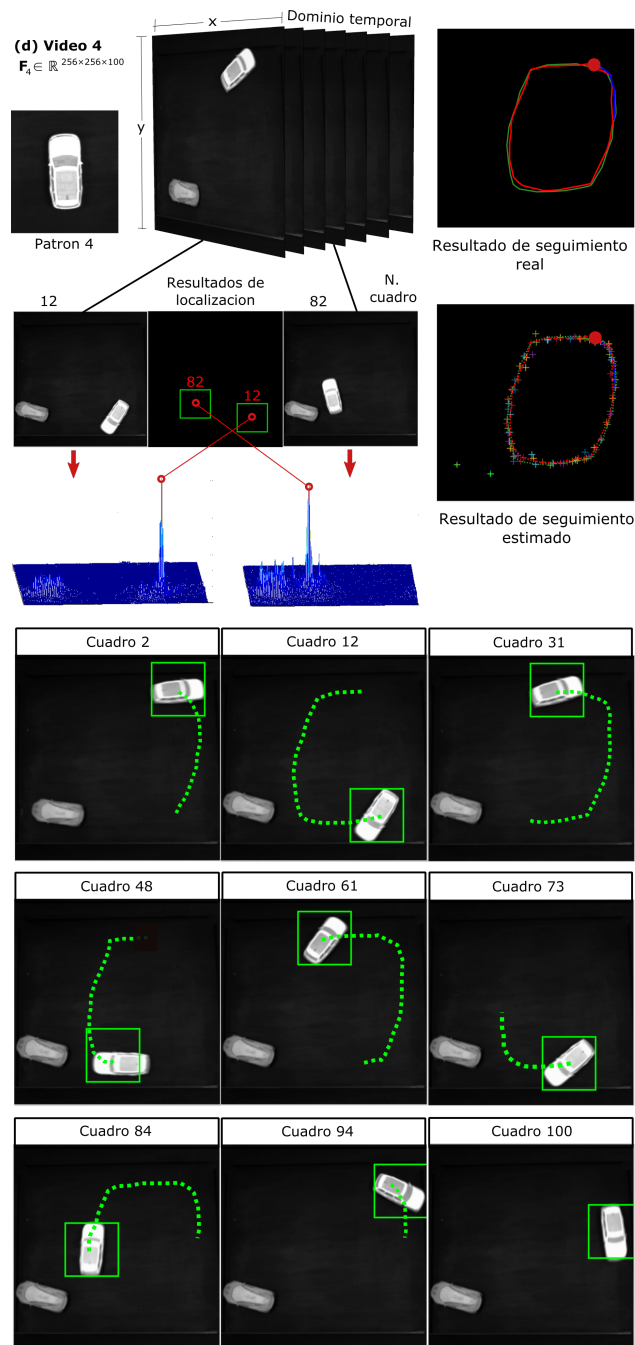 (d) Video 4
F₄ ∈ ℝ 256×256×100
x
Dominio temporal
y
Patron 4
Resultado de seguimiento
real
12
Resultados de
localizacion
82
N.
cuadro
82
12
Resultado de seguimiento
estimado
Cuadro 2
Cuadro 12
Cuadro 31
Cuadro 48
Cuadro 61
Cuadro 73
Cuadro 84
Cuadro 94
Cuadro 100